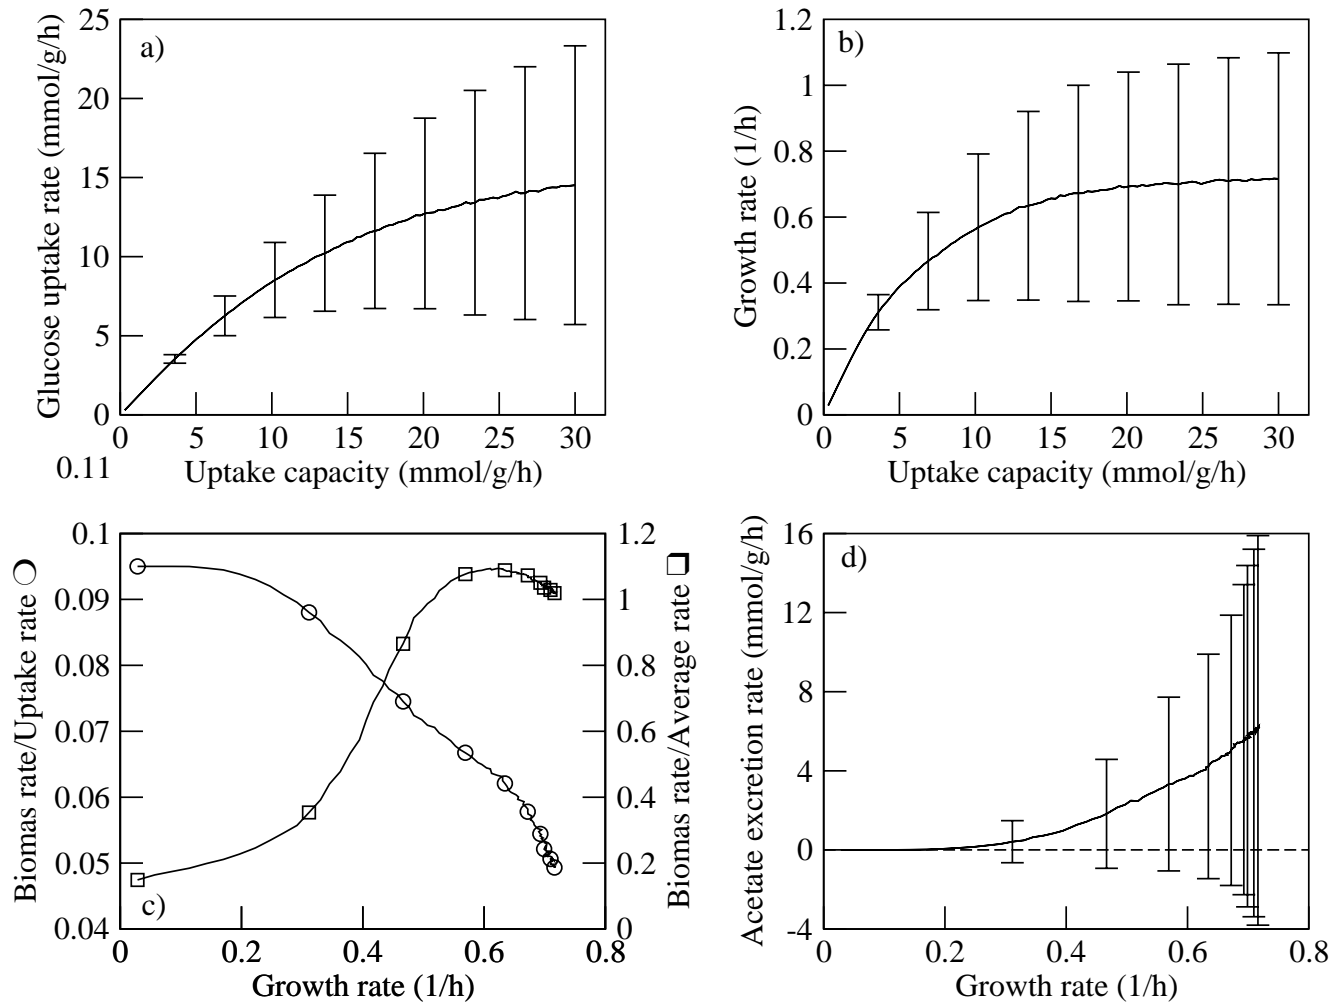 a)
25
20
15
10
5
0
Glucose uptake rate (mmol/g/h)
0 5 10 15 20 25 30
Uptake capacity (mmol/g/h)
b)
1.2
1
0.8
0.6
0.4
0.2
0
Growth rate (1/h)
0 5 10 15 20 25 30
Uptake capacity (mmol/g/h)
0.11
0.1
0.09
0.08
0.07
0.06
0.05
0.04
Biomas rate/Uptake rate
c)
1.2
1
0.8
0.6
0.4
0.2
0
Biomas rate/Average rate
0 0.2 0.4 0.6 0.8
Growth rate (1/h)
d)
16
12
8
4
0
-4
Acetate excretion rate (mmol/g/h)
0 0.2 0.4 0.6 0.8
Growth rate (1/h)